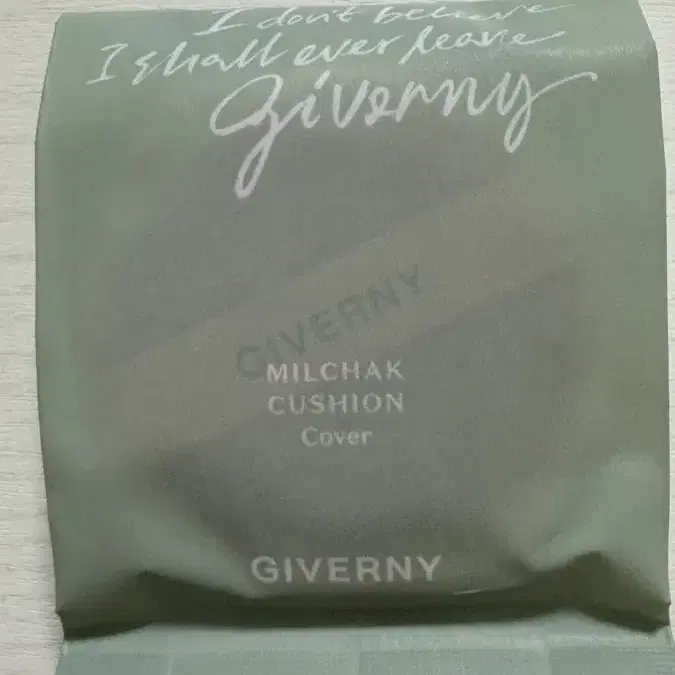 I don't believe
I shall ever leave
Giverny
GIVERNY
MILCHAK
CUSHION
Cover
GIVERNY